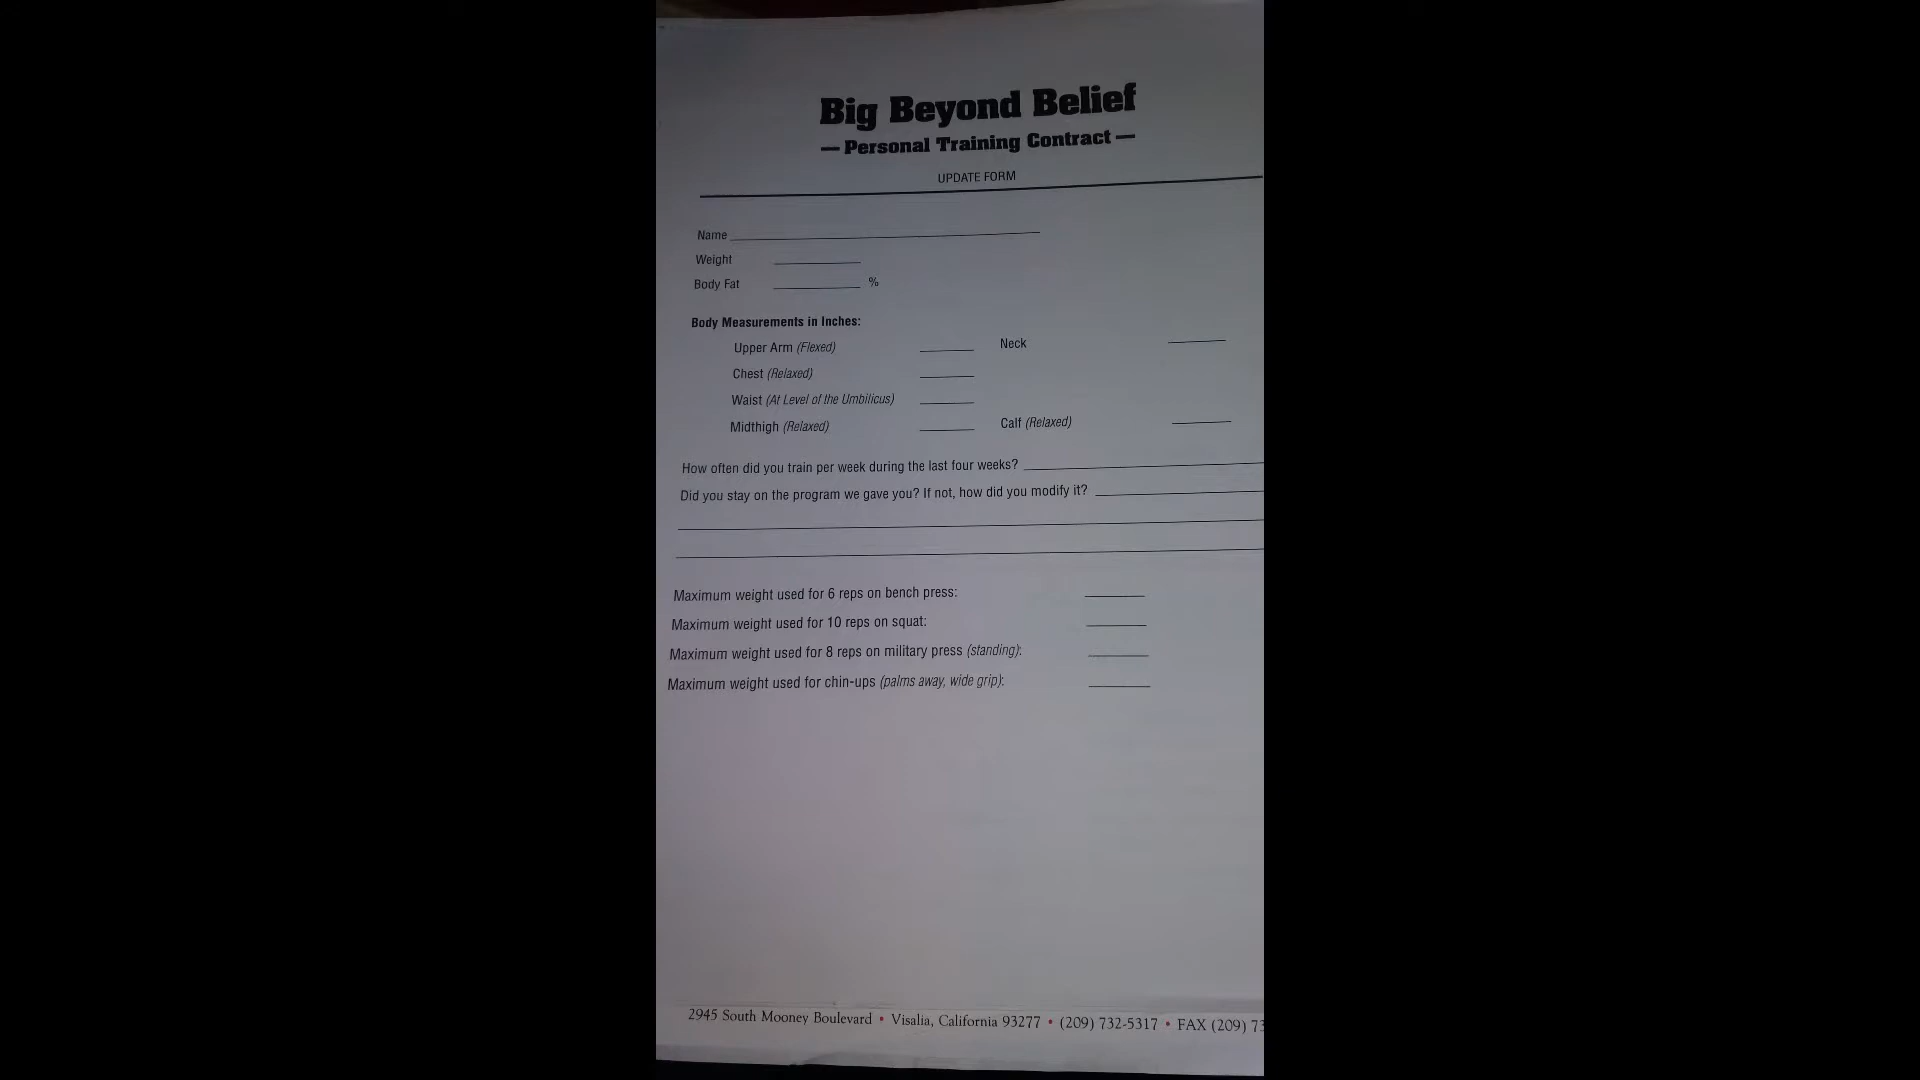 Big Beyond Belief
— Personal Training Contract —
UPDATE FORM
Name
Weight
Body Fat %
Body Measurements in Inches:
Upper Arm (Flexed) Neck
Chest (Relaxed)
Waist (At Level of the Umbilicus)
Midthigh (Relaxed) Calf (Relaxed)
How often did you train per week during the last four weeks?
Did you stay on the program we gave you? If not, how did you modify it?
Maximum weight used for 6 reps on bench press:
Maximum weight used for 10 reps on squat:
Maximum weight used for 8 reps on military press (standing):
Maximum weight used for chin-ups (palms away, wide grip):
2945 South Mooney Boulevard • Visalia, California 93277 • (209) 732-5317 • FAX (209) 73